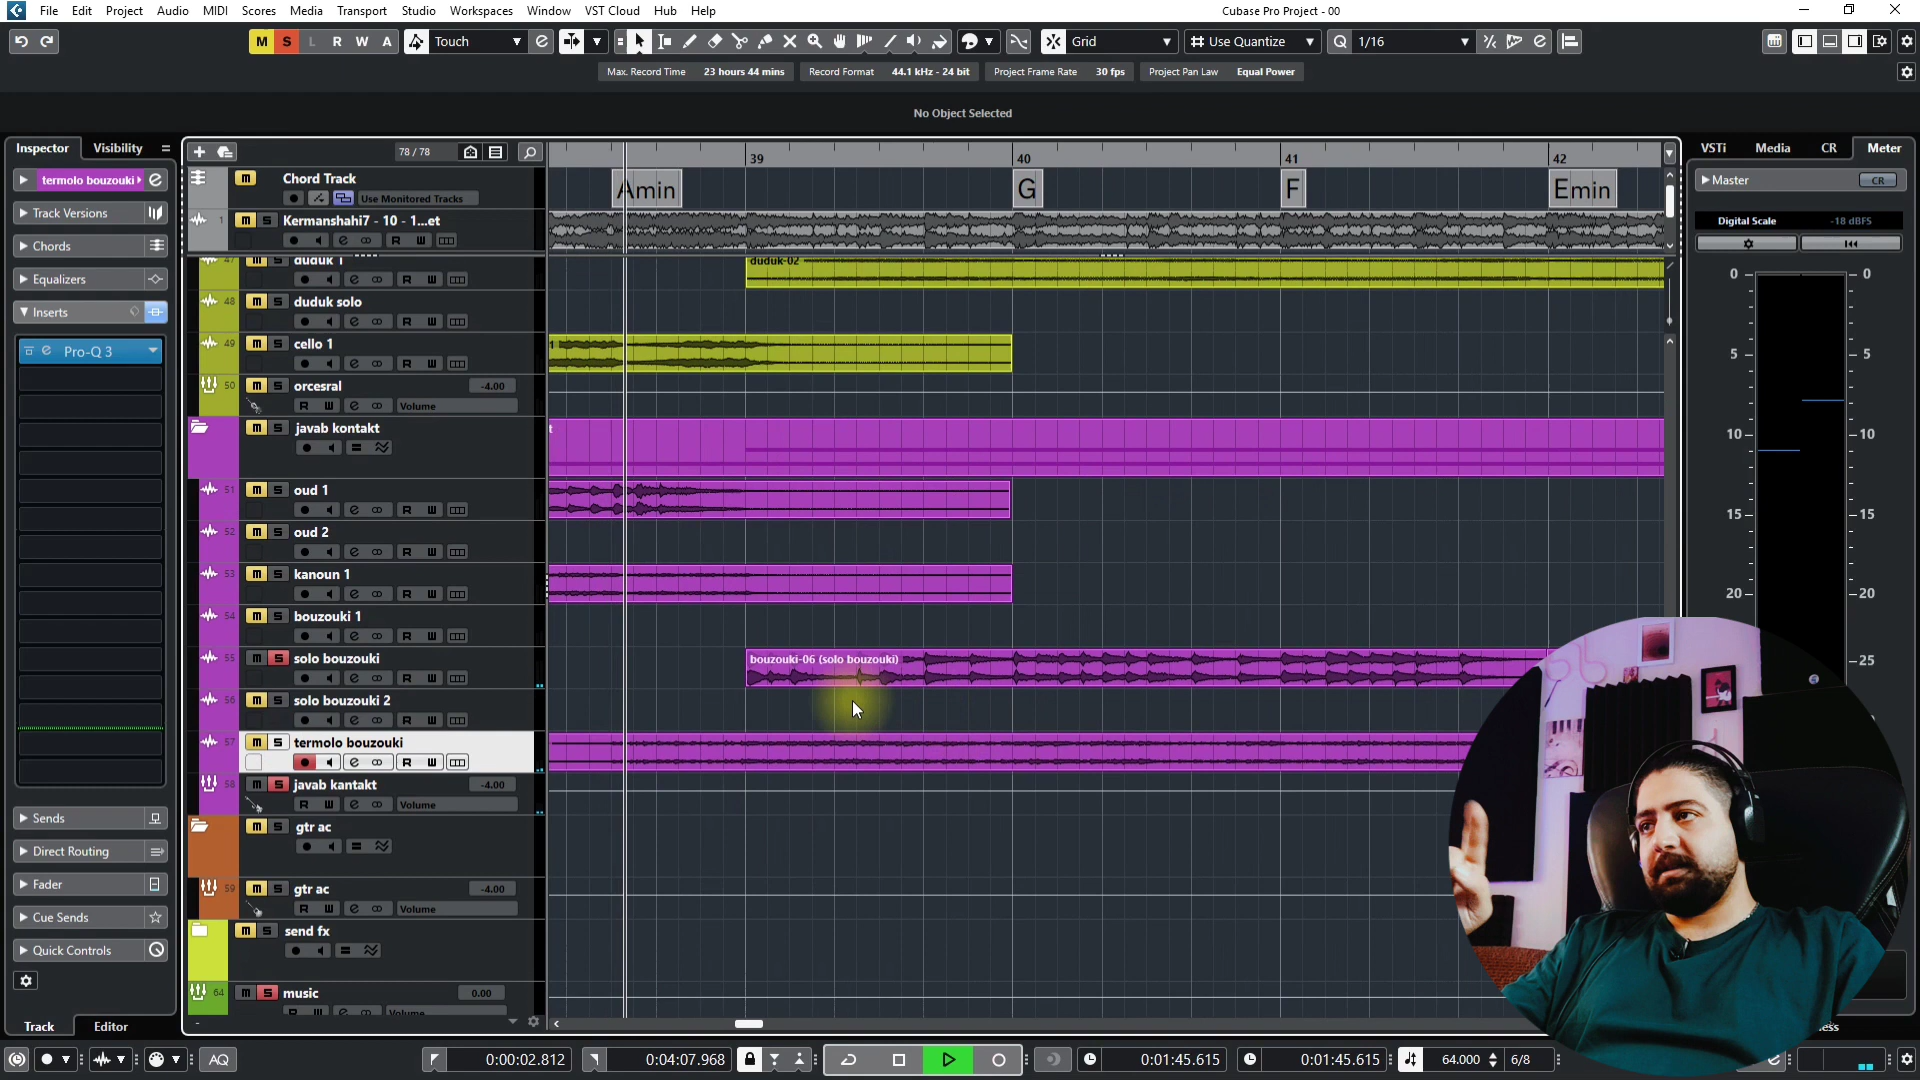 File Edit Project Audio MIDI Scores Media Transport Studio Workspaces Window VST Cloud Hub Help
Cubase Pro Project - 00
M S L R W A Touch Grid Use Quantize Q 1/16
Max. Record Time 23 hours 44 mins Record Format 44.1 kHz - 24 bit Project Frame Rate 30 fps Project Pan Law Equal Power
No Object Selected
Inspector Visibility
78 / 78
39 40 41 42
VSTi Media CR Meter
termolo bouzouki
Track Versions
Chords
Equalizers
Inserts
Pro-Q 3
Sends
Direct Routing
Fader
Cue Sends
Quick Controls
Track Editor
Chord Track
Use Monitored Tracks
Amin G F Emin
1 Kermanshahi7 - 10 - 1...et
47 duduk 1
duduk-02
48 duduk solo
49 cello 1
50 orcesral -4.00
Volume
javab kontakt
51 oud 1
52 oud 2
53 kanoun 1
54 bouzouki 1
55 solo bouzouki
bouzouki-06 (solo bouzouki)
56 solo bouzouki 2
57 termolo bouzouki
58 javab kantakt -4.00
Volume
gtr ac
59 gtr ac -4.00
Volume
send fx
64 music 0.00
Volume
Master CR
Digital Scale -18 dBFS
0 0
5 5
10 10
15 15
20 20
25
AQ 0:00:02.812 0:04:07.968 0:01:45.615 0:01:45.615 64.000 6/8